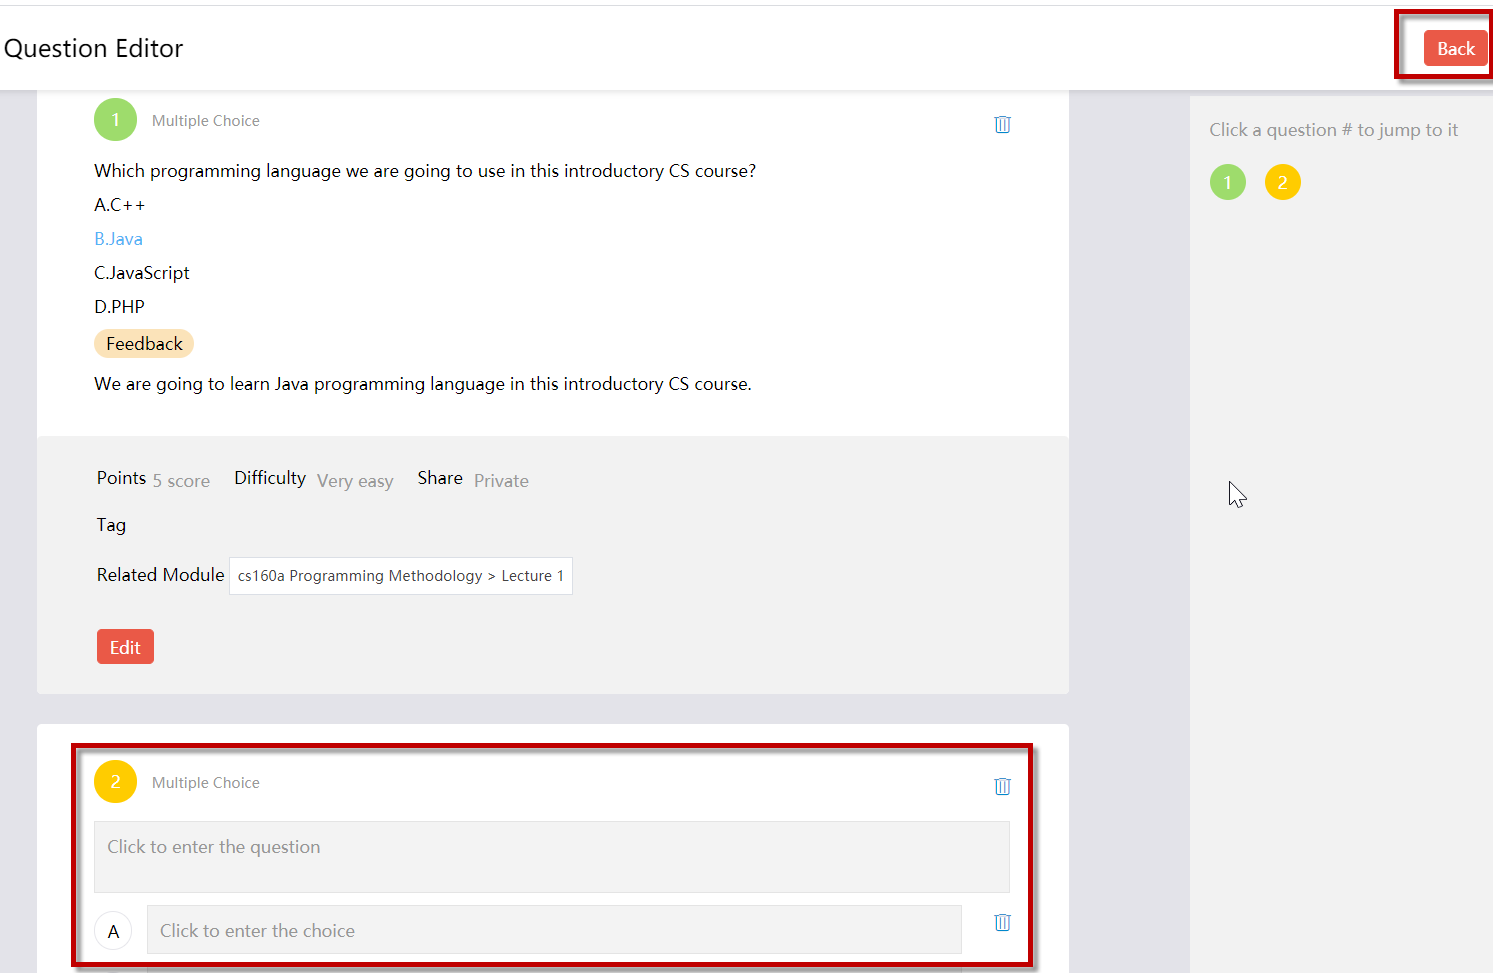 Question Editor
Back
1 Multiple Choice
Which programming language we are going to use in this introductory CS course?
A.C++
B.Java
C.JavaScript
D.PHP
Feedback
We are going to learn Java programming language in this introductory CS course.
Points 5 score Difficulty Very easy Share Private
Tag
Related Module cs160a Programming Methodology > Lecture 1
Edit
2 Multiple Choice
Click to enter the question
A Click to enter the choice
Click a question # to jump to it
1 2